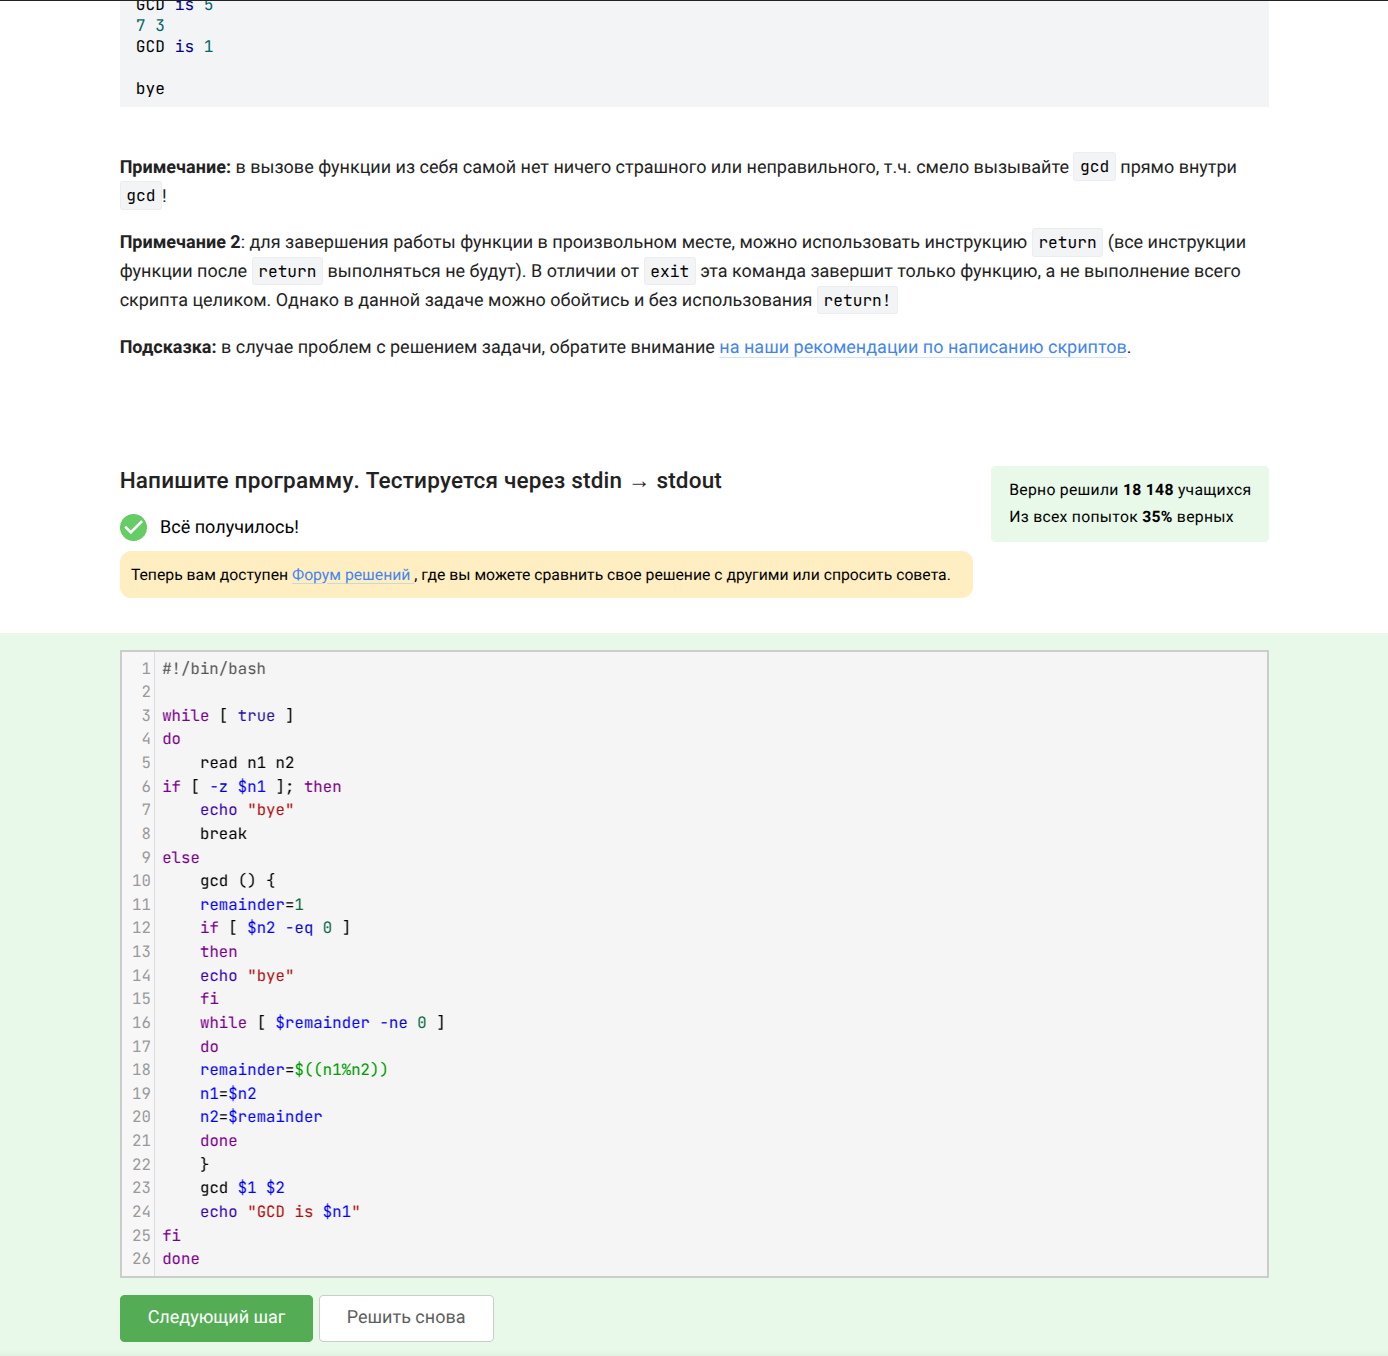 GCD is 5
7 3
GCD is 1
bye
Примечание: в вызове функции из себя самой нет ничего страшного или неправильного, т.ч. смело вызывайте gcd прямо внутри
gcd!
Примечание 2: для завершения работы функции в произвольном месте, можно использовать инструкцию return (все инструкции
функции после return выполняться не будут). В отличии от exit эта команда завершит только функцию, а не выполнение всего
скрипта целиком. Однако в данной задаче можно обойтись и без использования return!
Подсказка: в случае проблем с решением задачи, обратите внимание на наши рекомендации по написанию скриптов.
Напишите программу. Тестируется через stdin → stdout
Верно решили 18 148 учащихся
Из всех попыток 35% верных
Всё получилось!
Теперь вам доступен Форум решений, где вы можете сравнить свое решение с другими или спросить совета.
1 #!/bin/bash
2
3 while [ true ]
4 do
5     read n1 n2
6 if [ -z $n1 ]; then
7     echo "bye"
8     break
9 else
10     gcd () {
11     remainder=1
12     if [ $n2 -eq 0 ]
13     then
14     echo "bye"
15     fi
16     while [ $remainder -ne 0 ]
17     do
18     remainder=$((n1%n2))
19     n1=$n2
20     n2=$remainder
21     done
22     }
23     gcd $1 $2
24     echo "GCD is $n1"
25 fi
26 done
Следующий шаг
Решить снова